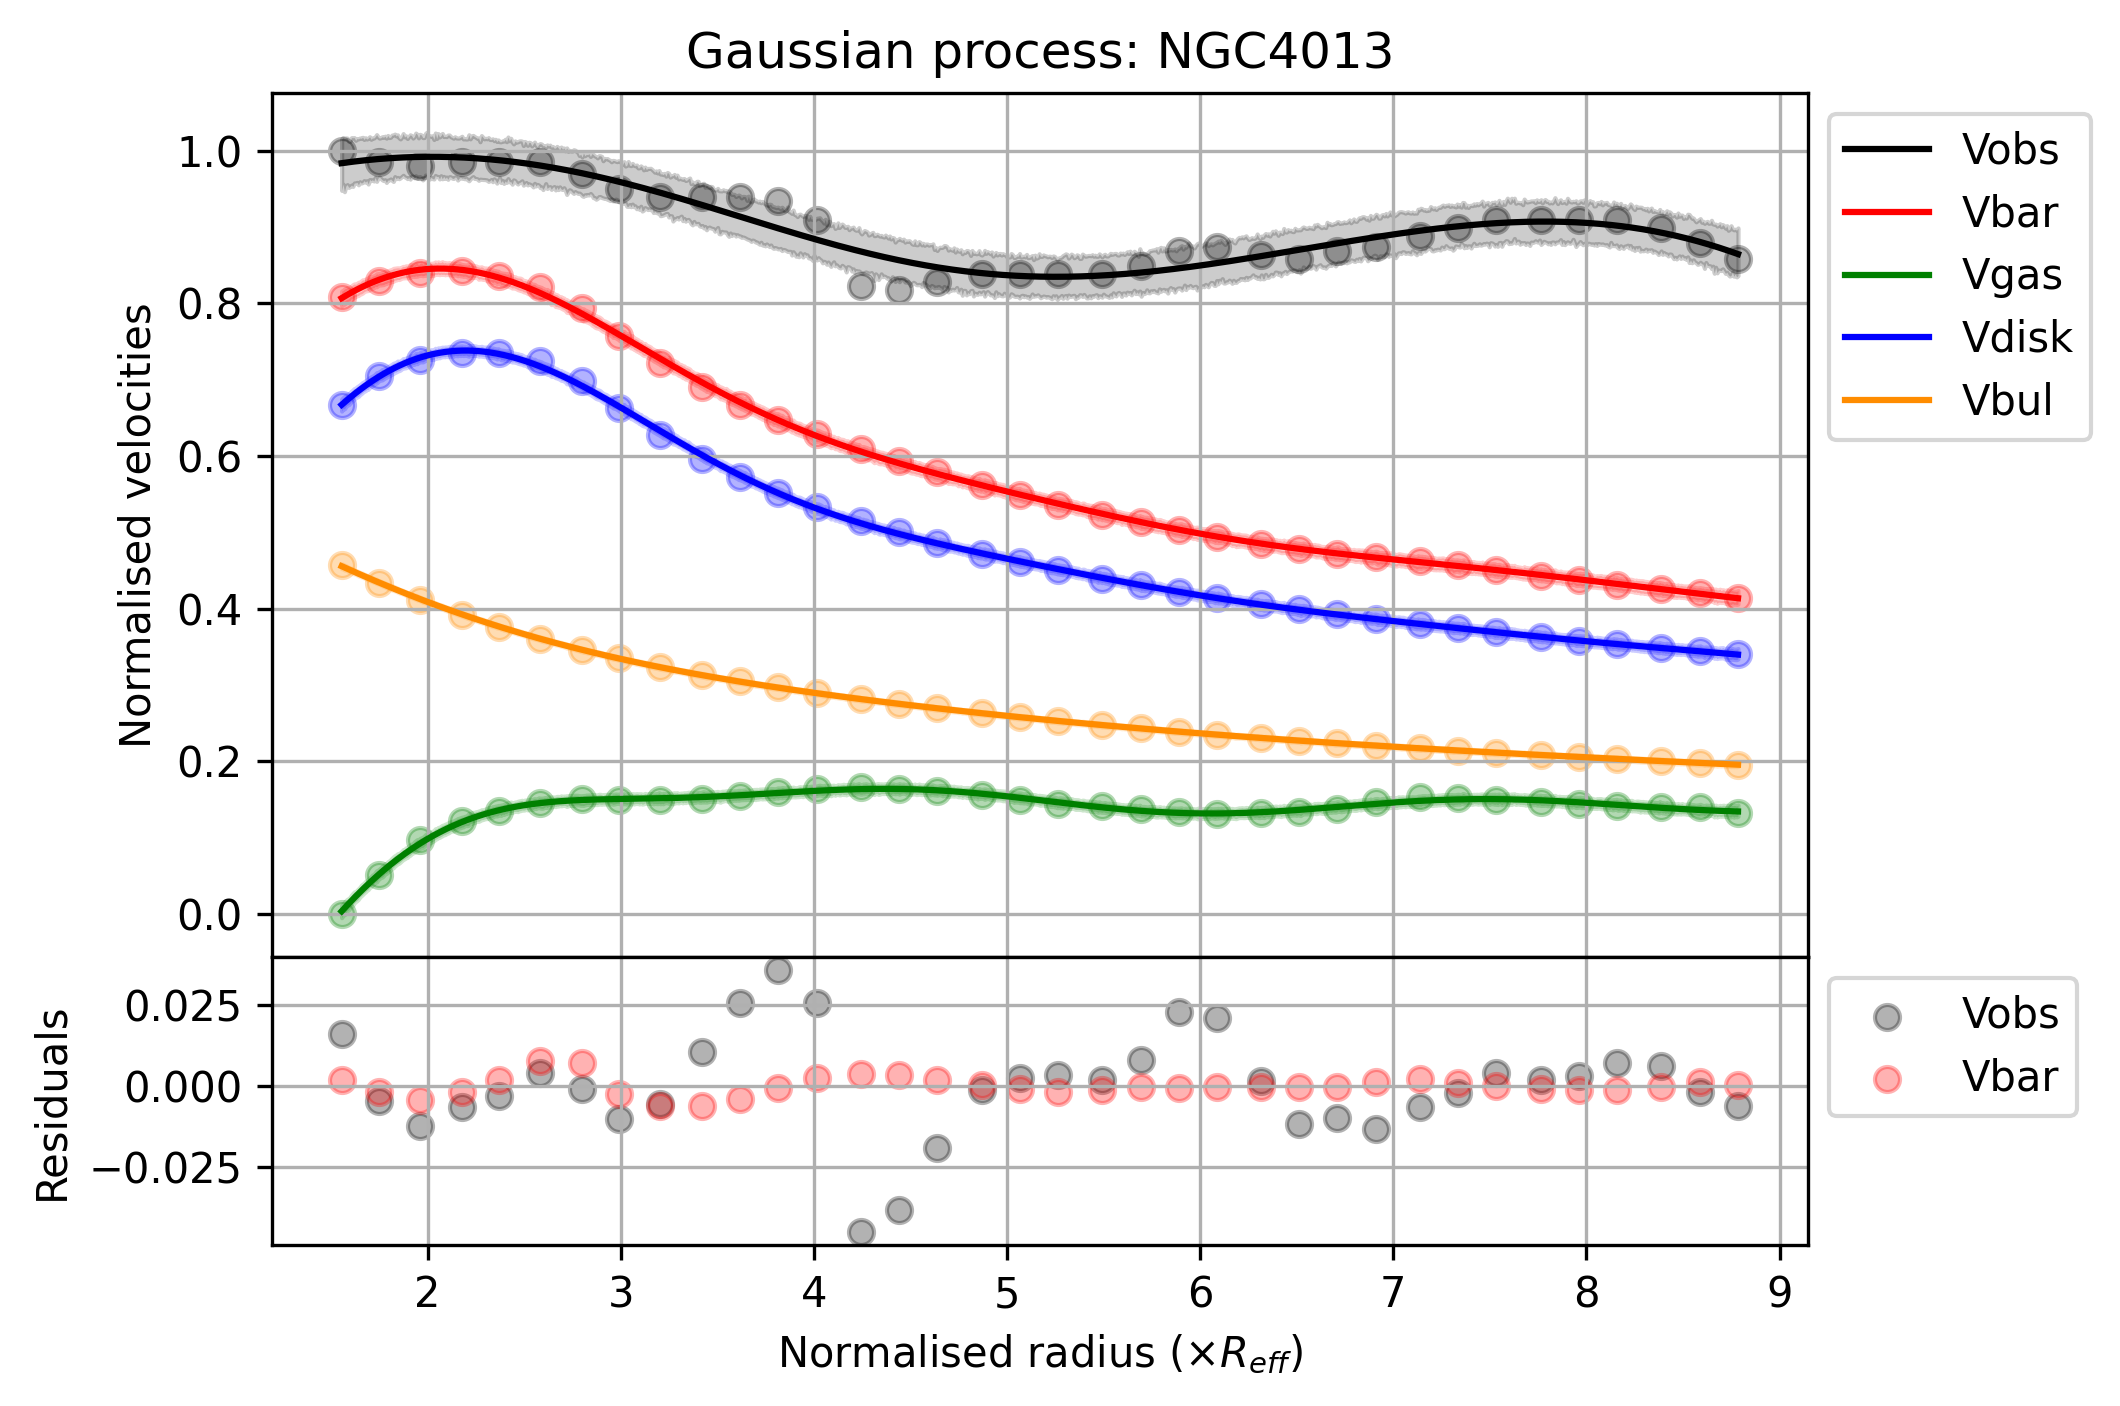 Gaussian process: NGC4013
Normalised velocities
1.0
0.8
0.6
0.4
0.2
0.0
Vobs
Vbar
Vgas
Vdisk
Vbul
Residuals
0.025
0.000
−0.025
Vobs
Vbar
2 3 4 5 6 7 8 9
Normalised radius (×R_eff)